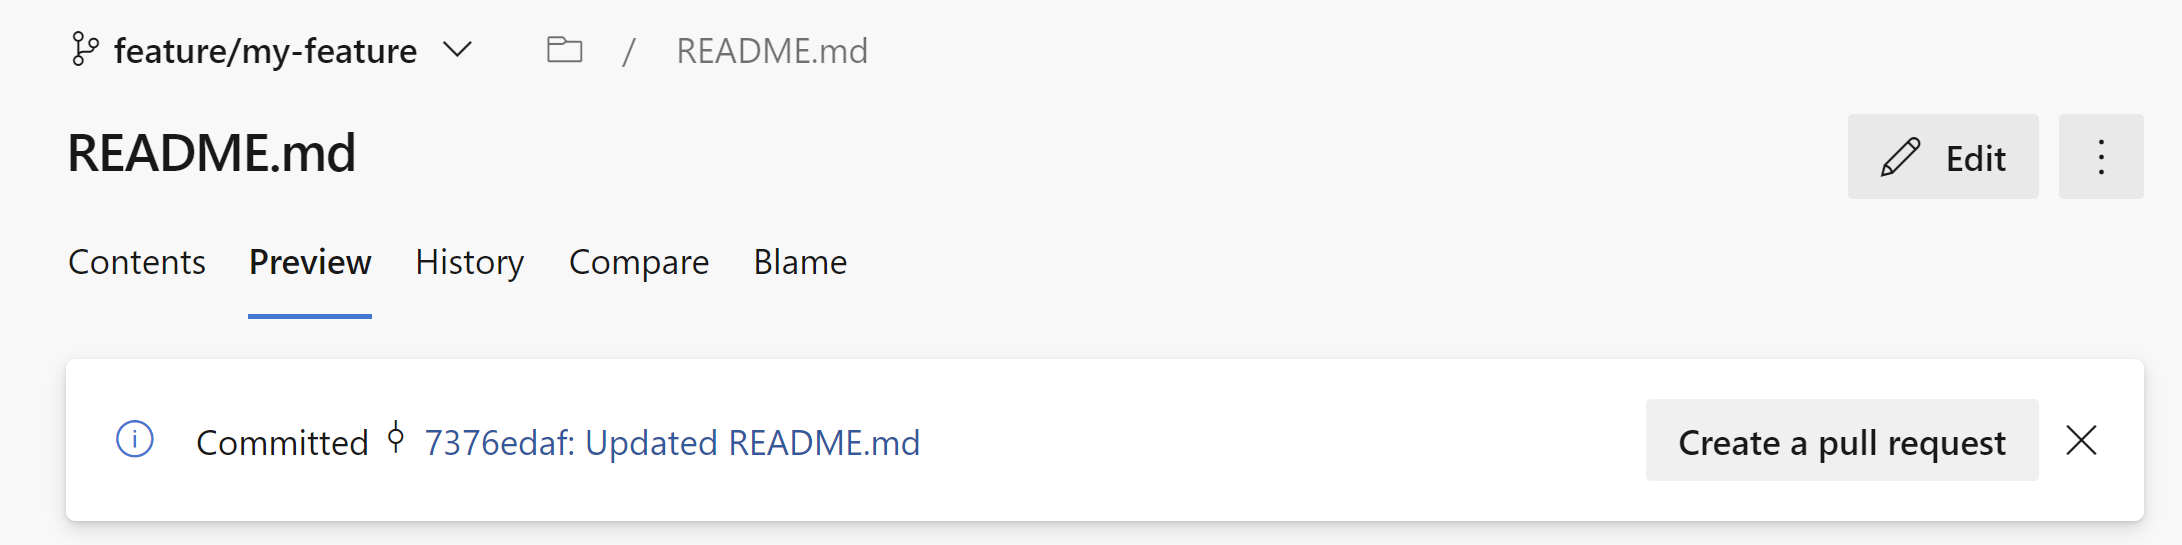 feature/my-feature / README.md
README.md
Edit
Contents Preview History Compare Blame
Committed 7376edaf: Updated README.md
Create a pull request